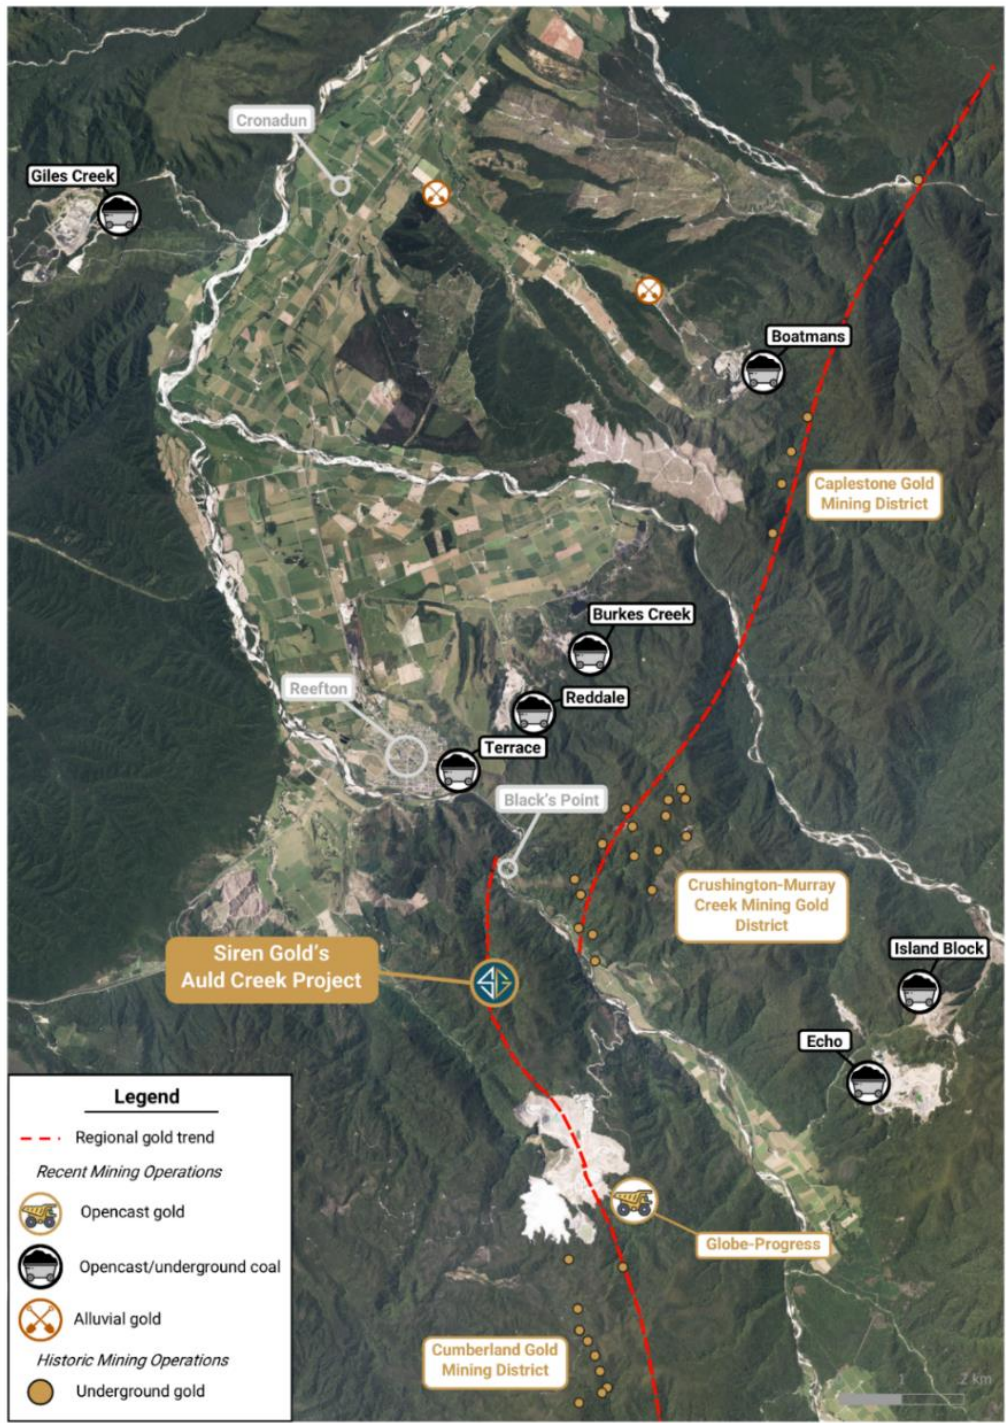 Cronadun
Giles Creek
Boatmans
Caplestone Gold
Mining District
Burkes Creek
Reddale
Reefton
Terrace
Black's Point
Crushington-Murray
Creek Mining Gold
District
Siren Gold's
Auld Creek Project
SG
Island Block
Echo
Globe-Progress
Cumberland Gold
Mining District
Legend
Regional gold trend
Recent Mining Operations
Opencast gold
Opencast/underground coal
Alluvial gold
Historic Mining Operations
Underground gold
1 2 km